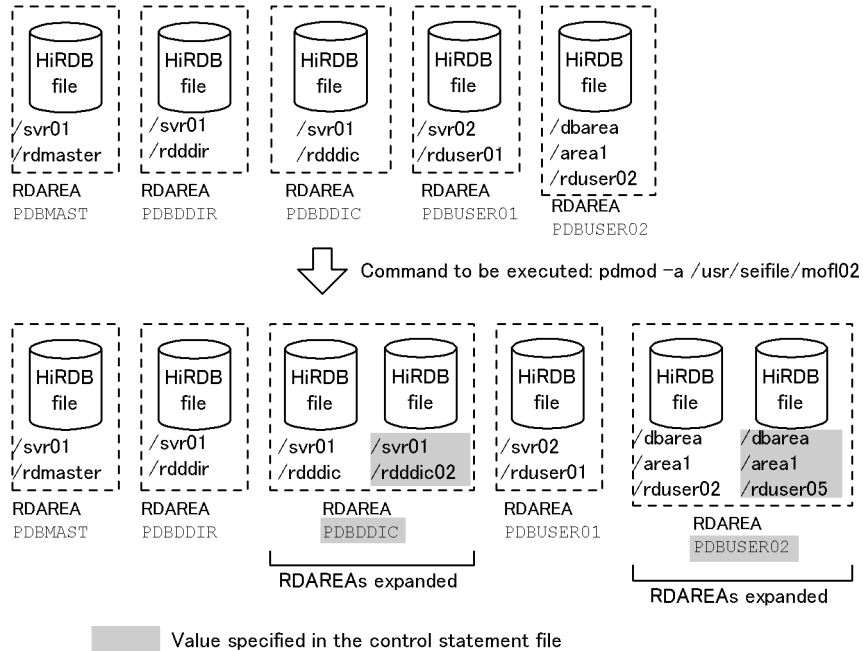 HiRDB
file
/svr01
/rdmaster
RDAREA
PDBMAST
HiRDB
file
/svr01
/rdddir
RDAREA
PDBDDIR
HiRDB
file
/svr01
/rdddic
RDAREA
PDBDDIC
HiRDB
file
/svr02
/rduser01
RDAREA
PDBUSER01
HiRDB
file
/dbarea
/area1
/rduser02
RDAREA
PDBUSER02
Command to be executed: pdmod -a /usr/seifile/mofl02
HiRDB
file
/svr01
/rdmaster
RDAREA
PDBMAST
HiRDB
file
/svr01
/rdddir
RDAREA
PDBDDIR
HiRDB
file
/svr01
/rdddic
HiRDB
file
/svr01
/rdddic02
RDAREA
PDBDDIC
RDAREAs expanded
HiRDB
file
/svr02
/rduser01
RDAREA
PDBUSER01
HiRDB
file
/dbarea
/area1
/rduser02
HiRDB
file
/dbarea
/area1
/rduser05
RDAREA
PDBUSER02
RDAREAs expanded
Value specified in the control statement file